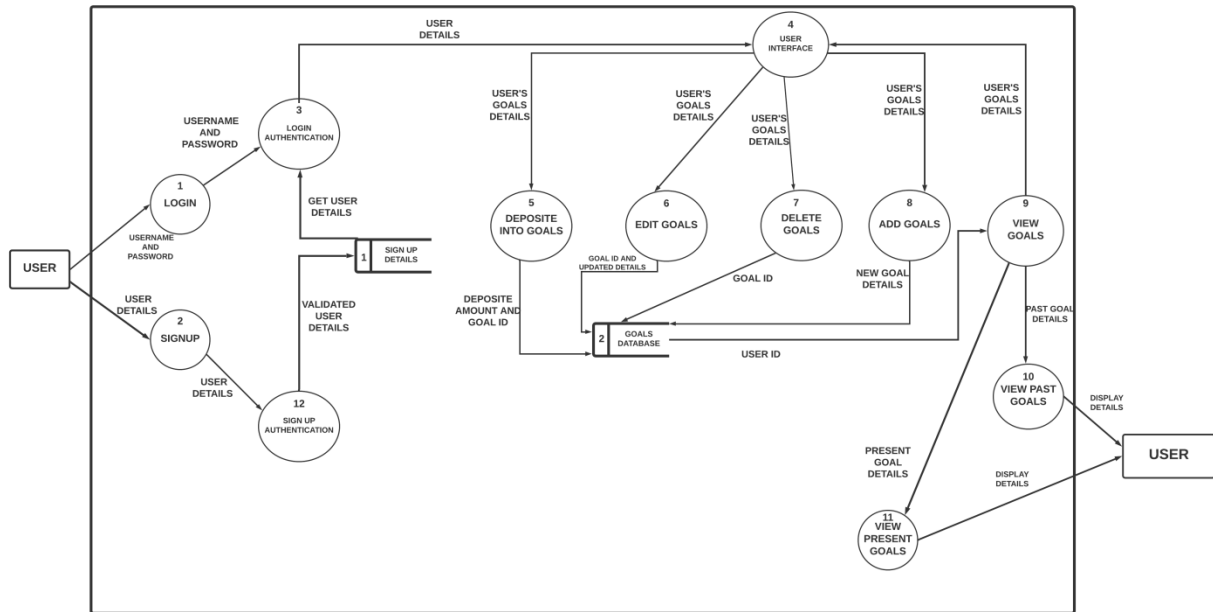 USER
DETAILS
4
USER
INTERFACE
USER'S
GOALS
DETAILS
USER'S
GOALS
DETAILS
USER'S
GOALS
DETAILS
USER'S
GOALS
DETAILS
USER'S
GOALS
DETAILS
3
LOGIN
AUTHENTICATION
USERNAME
AND
PASSWORD
1
LOGIN
GET USER
DETAILS
USERNAME
AND
PASSWORD
USER
1
SIGN UP
DETAILS
USER
DETAILS
VALIDATED
USER
DETAILS
2
SIGNUP
USER
DETAILS
12
SIGN UP
AUTHENTICATION
5
DEPOSITE
INTO GOALS
6
EDIT GOALS
7
DELETE
GOALS
8
ADD GOALS
9
VIEW
GOALS
GOAL ID AND
UPDATED DETAILS
GOAL ID
NEW GOAL
DETAILS
DEPOSITE
AMOUNT AND
GOAL ID
2
GOALS
DATABASE
USER ID
PAST GOAL
DETAILS
10
VIEW PAST
GOALS
DISPLAY
DETAILS
USER
PRESENT
GOAL
DETAILS
DISPLAY
DETAILS
11
VIEW
PRESENT
GOALS